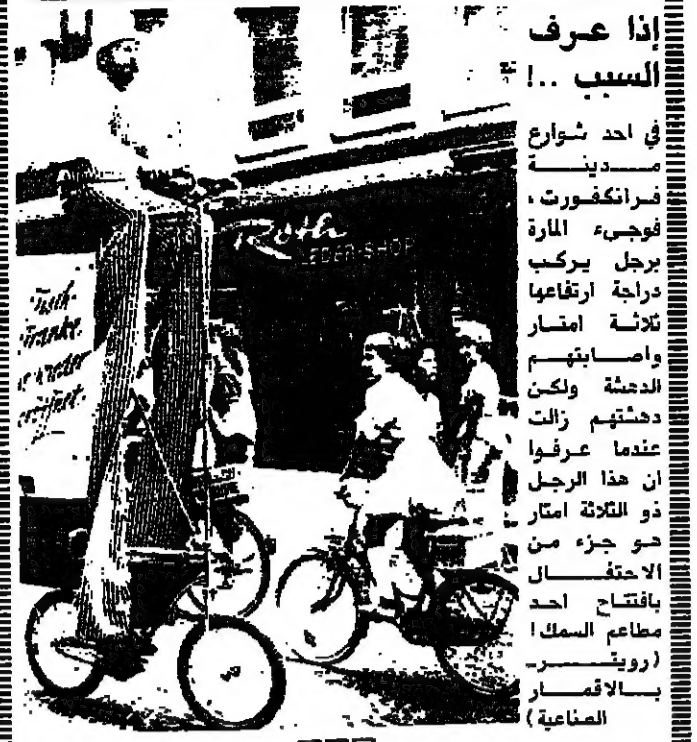 إذا عرف
السبب ..!
في احد شوارع
مدينة
فرانكفورت ،
فوجىء المارة
برجل يركب
دراجة ارتفاعها
ثلاثة امتار
واصابتهم
الدهشة ولكن
دهشتهم زالت
عندما عرفوا
ان هذا الرجل
ذو الثلاثة امتار
هو جزء من
الاحتفال
بافتتاح احد
مطاعم السمك !
( رويتر ـ
بالاقمار
الصناعية )
Roth
LEDER-SHOP